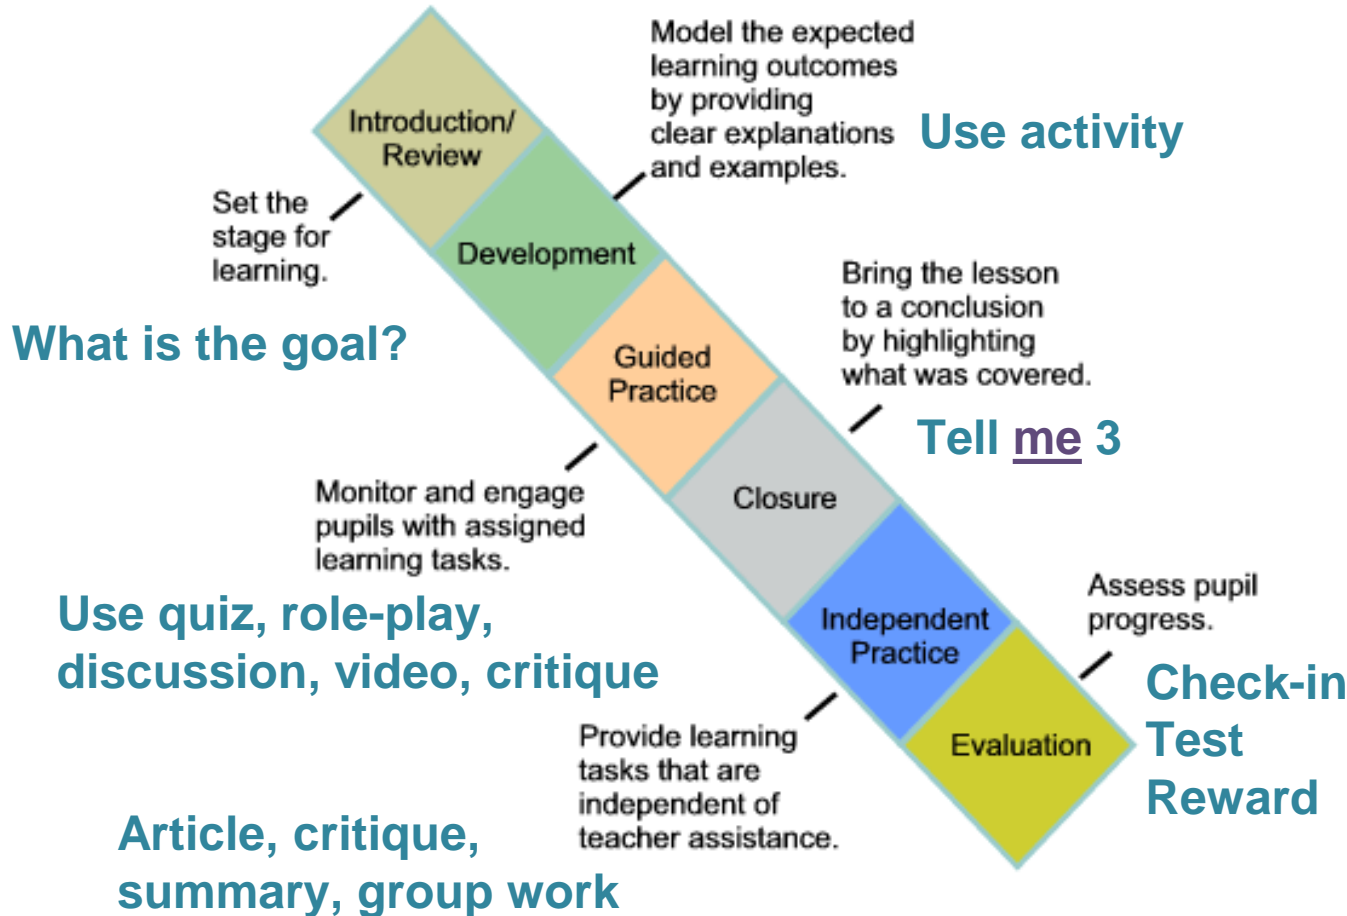 Introduction/
Review
Set the
stage for
learning.
What is the goal?
Development
Model the expected
learning outcomes
by providing
clear explanations
and examples.
Use activity
Guided
Practice
Monitor and engage
pupils with assigned
learning tasks.
Use quiz, role-play,
discussion, video, critique
Closure
Bring the lesson
to a conclusion
by highlighting
what was covered.
Tell me 3
Independent
Practice
Provide learning
tasks that are
independent of
teacher assistance.
Article, critique,
summary, group work
Evaluation
Assess pupil
progress.
Check-in
Test
Reward